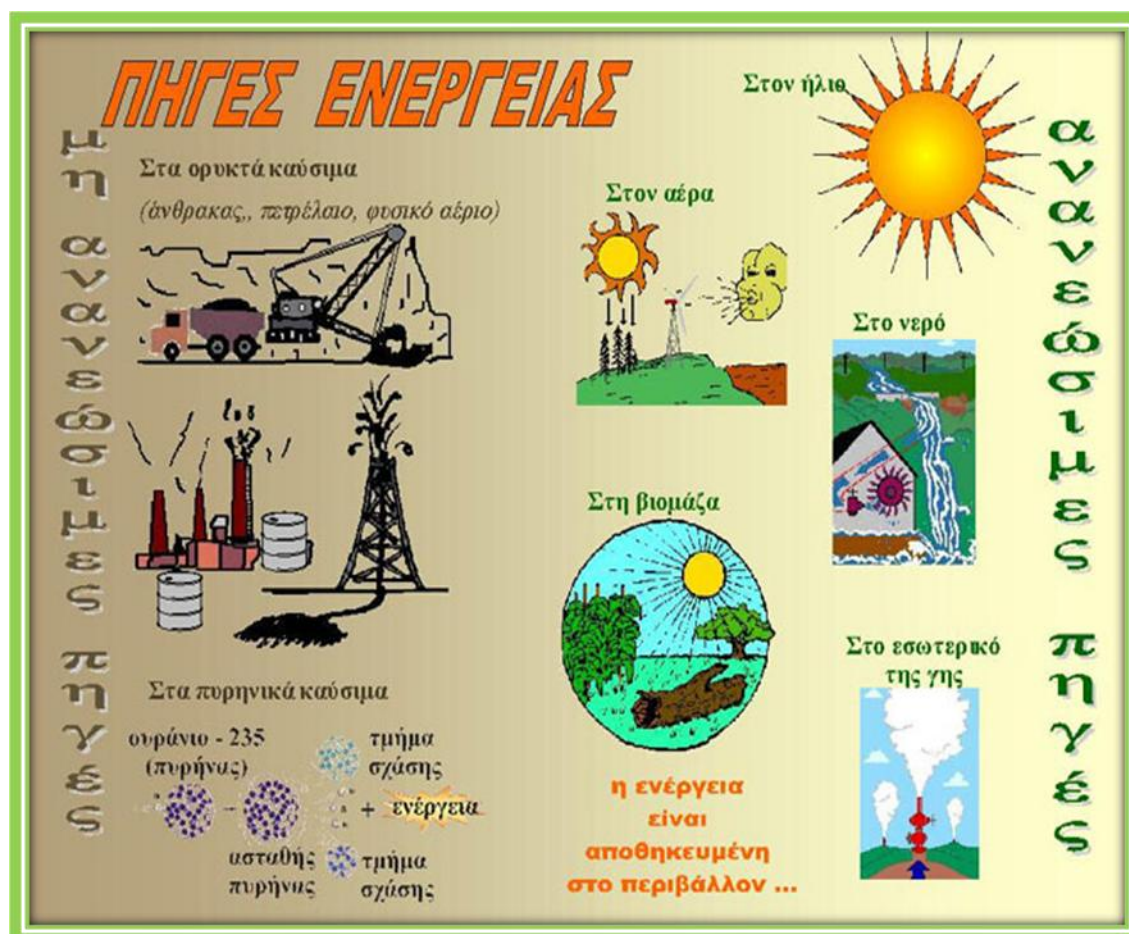 ΠΗΓΕΣ ΕΝΕΡΓΕΙΑΣ
μη ανανεώσιμες πηγές
Στα ορυκτά καύσιμα
(άνθρακας,, πετρέλαιο, φυσικό αέριο)
Στα πυρηνικά καύσιμα
ουράνιο - 235
(πυρήνας)
τμήμα
σχάσης
+ ενέργεια
ασταθής
πυρήνας
τμήμα
σχάσης
Στον ήλιο
Στον αέρα
Στο νερό
Στη βιομάζα
Στο εσωτερικό
της γης
η ενέργεια
είναι
αποθηκευμένη
στο περιβάλλον ...
ανανεώσιμες πηγές